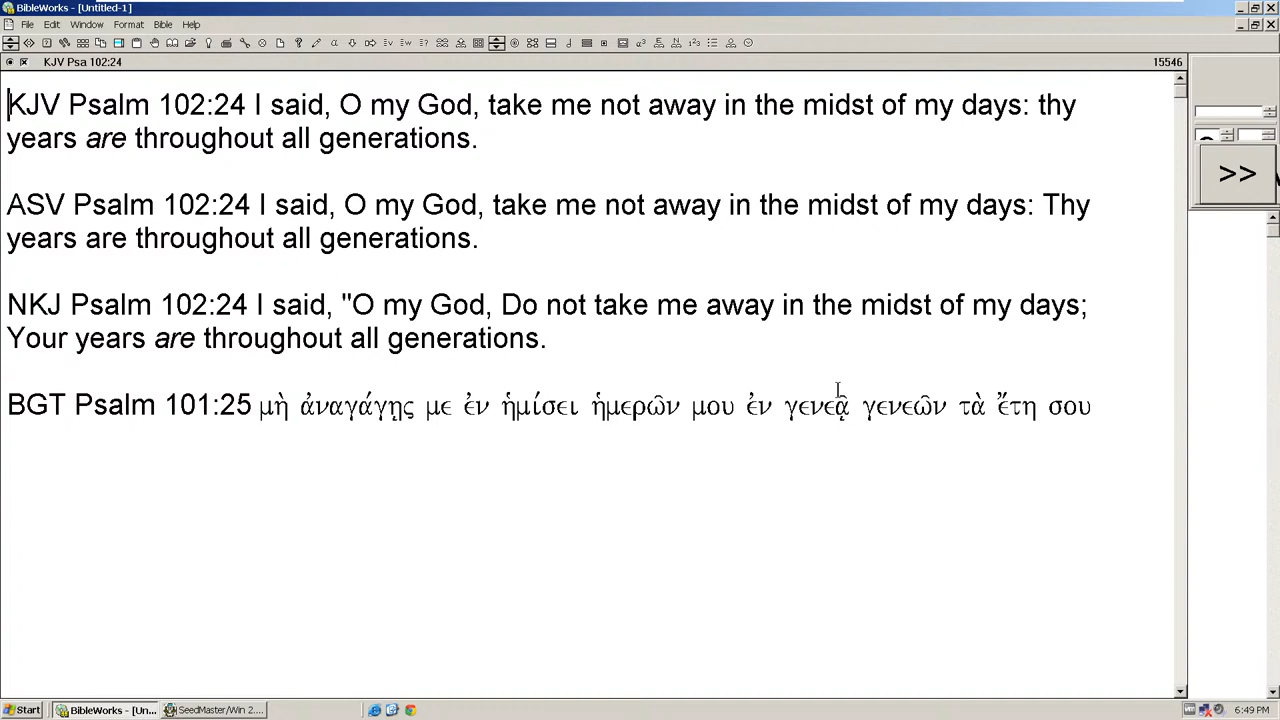 BibleWorks - [Untitled-1]
File Edit Window Format Bible Help
KJV Psa 102:24 15546
KJV Psalm 102:24 I said, O my God, take me not away in the midst of my days: thy
years are throughout all generations.
ASV Psalm 102:24 I said, O my God, take me not away in the midst of my days: Thy
years are throughout all generations.
NKJ Psalm 102:24 I said, "O my God, Do not take me away in the midst of my days;
Your years are throughout all generations.
BGT Psalm 101:25 μὴ ἀναγάγῃς με ἐν ἡμίσει ἡμερῶν μου ἐν γενεᾷ γενεῶν τὰ ἔτη σου
>>
Start BibleWorks - [Un... SeedMaster/Win 2.... 6:49 PM